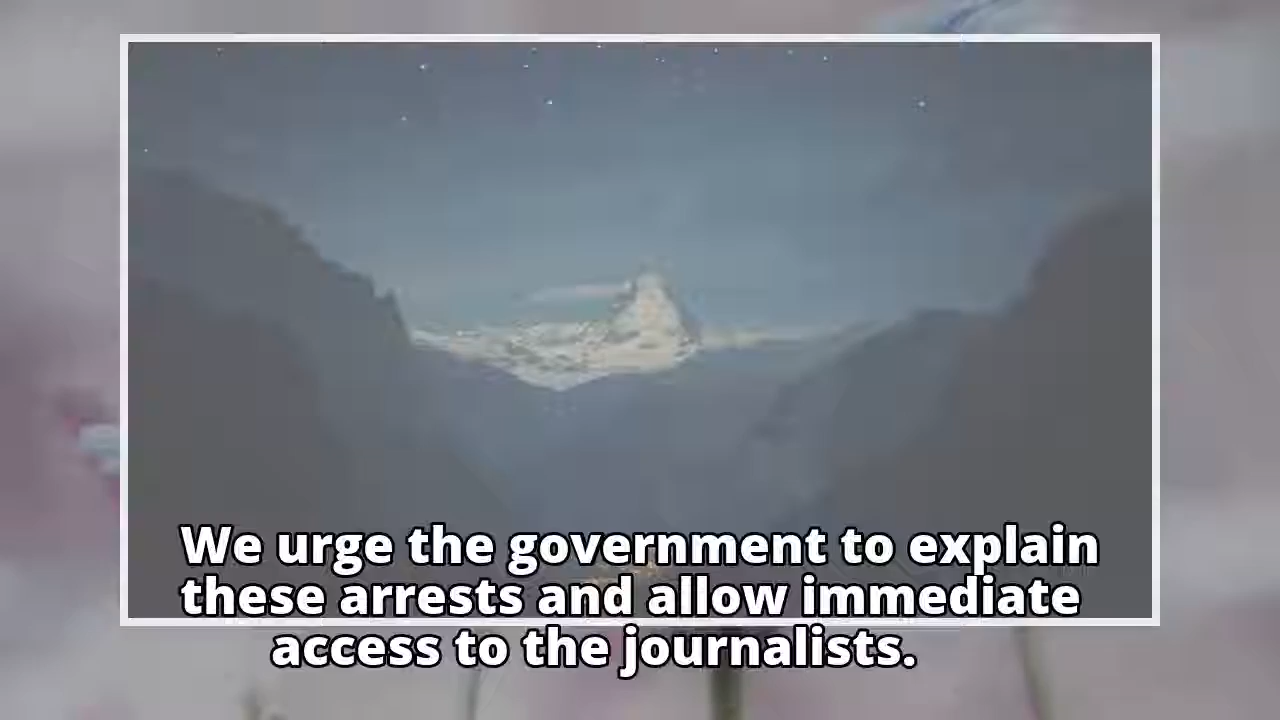 We urge the government to explain
these arrests and allow immediate
access to the journalists.